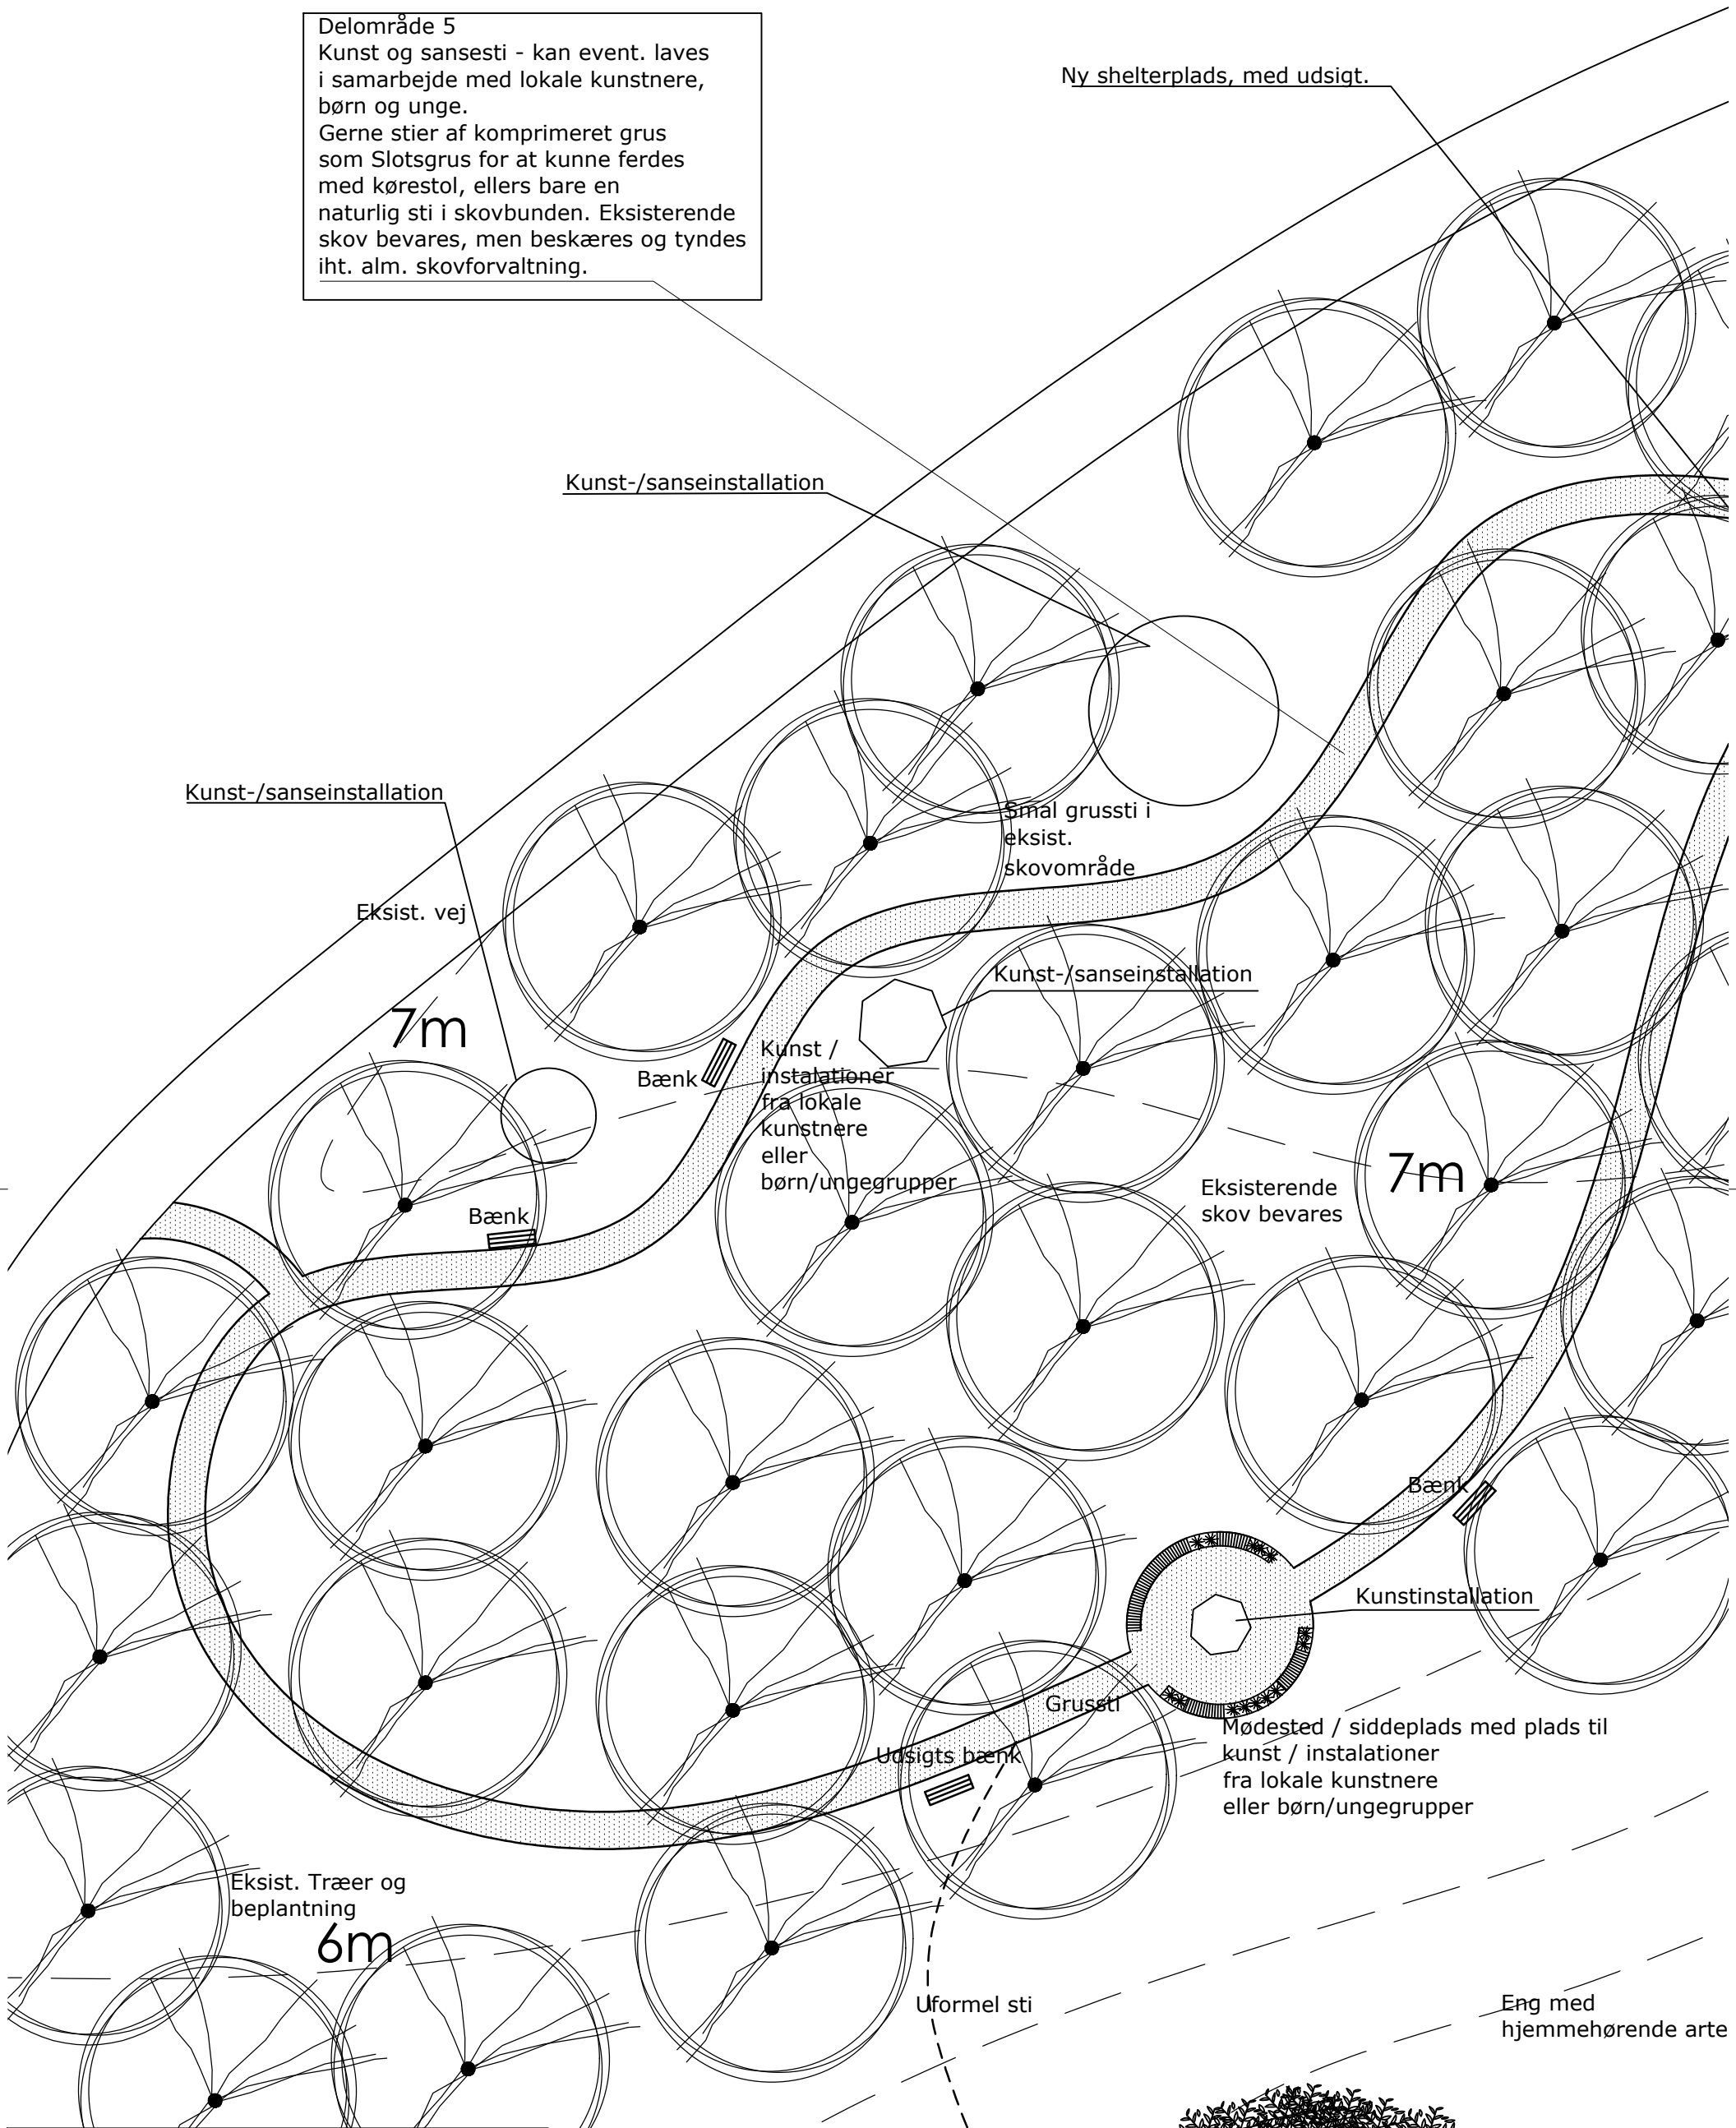 Delområde 5
Kunst og sansesti - kan event. laves
i samarbejde med lokale kunstnere,
børn og unge.
Gerne stier af komprimeret grus
som Slotsgrus for at kunne ferdes
med kørestol, ellers bare en
naturlig sti i skovbunden. Eksisterende
skov bevares, men beskæres og tyndes
iht. alm. skovforvaltning.
Ny shelterplads, med udsigt.
Kunst-/sanseinstallation
Kunst-/sanseinstallation
Smal grussti i
eksist.
skovområde
Eksist. vej
Kunst-/sanseinstallation
7m
Bænk
Kunst /
instalationer
fra lokale
kunstnere
eller
børn/ungegrupper
7m
Eksisterende
skov bevares
Bænk
Bænk
Kunstinstallation
Grussti
Mødested / siddeplads med plads til
kunst / instalationer
fra lokale kunstnere
eller børn/ungegrupper
Udsigts bænk
Eksist. Træer og
beplantning
6m
Uformel sti
Eng med
hjemmehørende arte